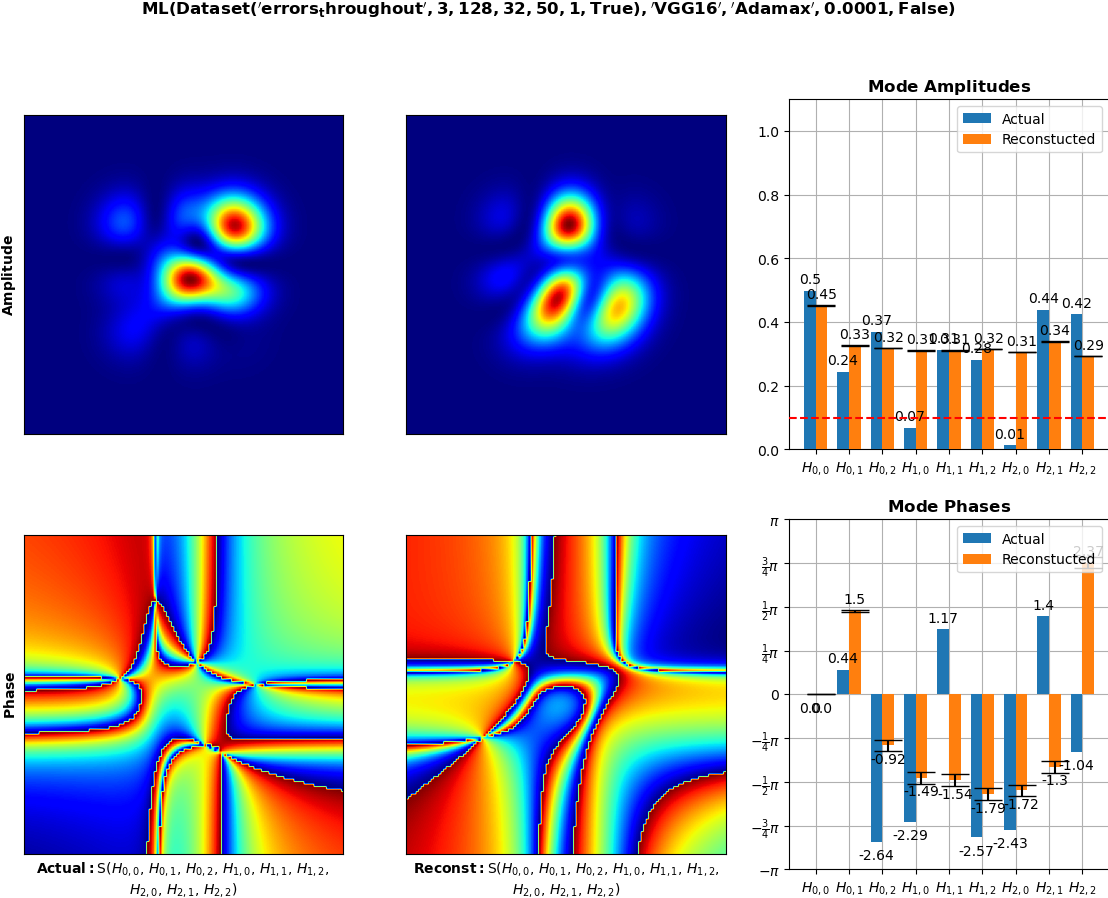 ML(Dataset('errors_throughout', 3, 128, 32, 50, 1, True), 'VGG16', 'Adamax', 0.0001, False)
Amplitude
Mode Amplitudes
Actual
Reconstucted
1.0
0.8
0.6
0.4
0.2
0.0
0.5
0.45
0.24
0.33
0.37
0.32
0.07
0.31
0.31
0.31
0.28
0.32
0.01
0.31
0.44
0.34
0.42
0.29
H0,0 H0,1 H0,2 H1,0 H1,1 H1,2 H2,0 H2,1 H2,2
Phase
Mode Phases
Actual
Reconstucted
π
3/4π
1/2π
1/4π
0
−1/4π
−1/2π
−3/4π
−π
0.0
0.0
0.44
1.5
-2.64
-0.92
-2.29
-1.49
1.17
-1.54
-2.57
-1.79
-2.43
-1.72
1.4
-1.3
-1.04
2.37
H0,0 H0,1 H0,2 H1,0 H1,1 H1,2 H2,0 H2,1 H2,2
Actual: S(H0,0, H0,1, H0,2, H1,0, H1,1, H1,2,
H2,0, H2,1, H2,2)
Reconst: S(H0,0, H0,1, H0,2, H1,0, H1,1, H1,2,
H2,0, H2,1, H2,2)